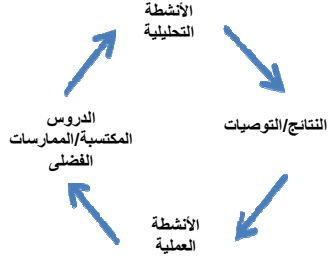 الأنشطة
التحليلية
النتائج/التوصيات
الأنشطة
العملية
الدروس
المكتسبة/الممارسات
الفضلى